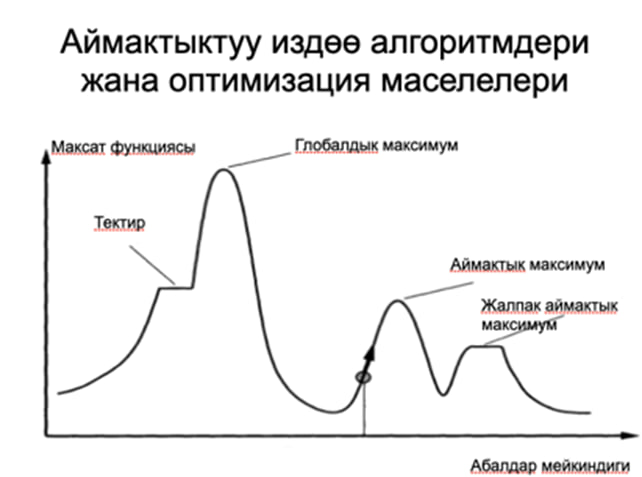 Аймактыктуу издөө алгоритмдери
жана оптимизация маселелери
Максат функциясы
Глобалдык максимум
Тектир
Аймактык максимум
Жалпак аймактык
максимум
Абалдар мейкиндиги